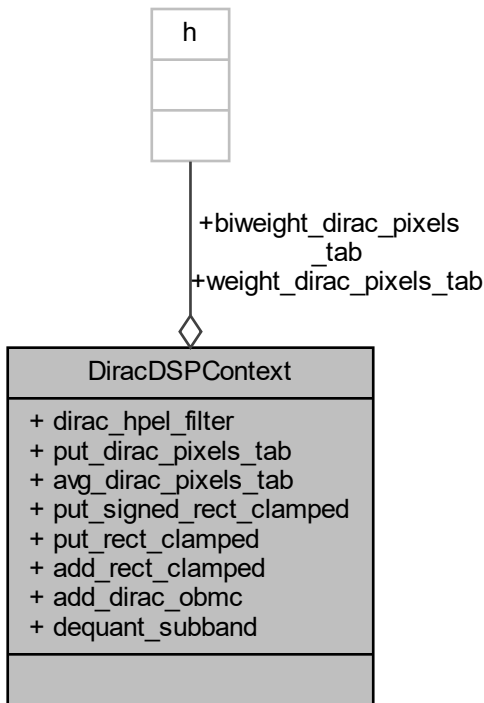 h
+biweight_dirac_pixels
_tab
+weight_dirac_pixels_tab
DiracDSPContext
+ dirac_hpel_filter
+ put_dirac_pixels_tab
+ avg_dirac_pixels_tab
+ put_signed_rect_clamped
+ put_rect_clamped
+ add_rect_clamped
+ add_dirac_obmc
+ dequant_subband